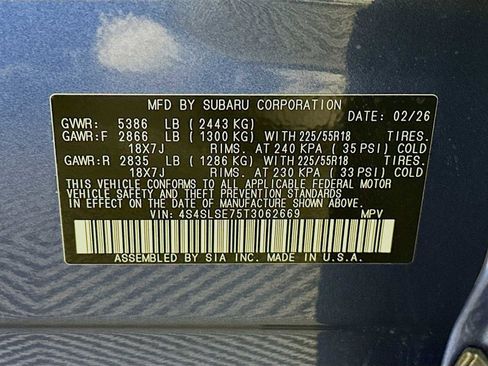 MFD BY SUBARU CORPORATION
DATE: 02/26
GVWR: 5386 LB (2443 KG)
GAWR:F 2866 LB (1300 KG) WITH 225/55R18 TIRES.
18X7J RIMS. AT 240 KPA (35 PSI) COLD
GAWR:R 2835 LB (1286 KG) WITH 225/55R18 TIRES.
18X7J RIMS. AT 230 KPA (33 PSI) COLD
THIS VEHICLE CONFORMS TO ALL APPLICABLE FEDERAL MOTOR
VEHICLE SAFETY AND THEFT PREVENTION STANDARDS
IN EFFECT ON THE DATE OF MANUFACTURE SHOWN ABOVE.
VIN: 4S4SLSE75T3062669 MPV
ASSEMBLED BY SIA INC. MADE IN U.S.A.